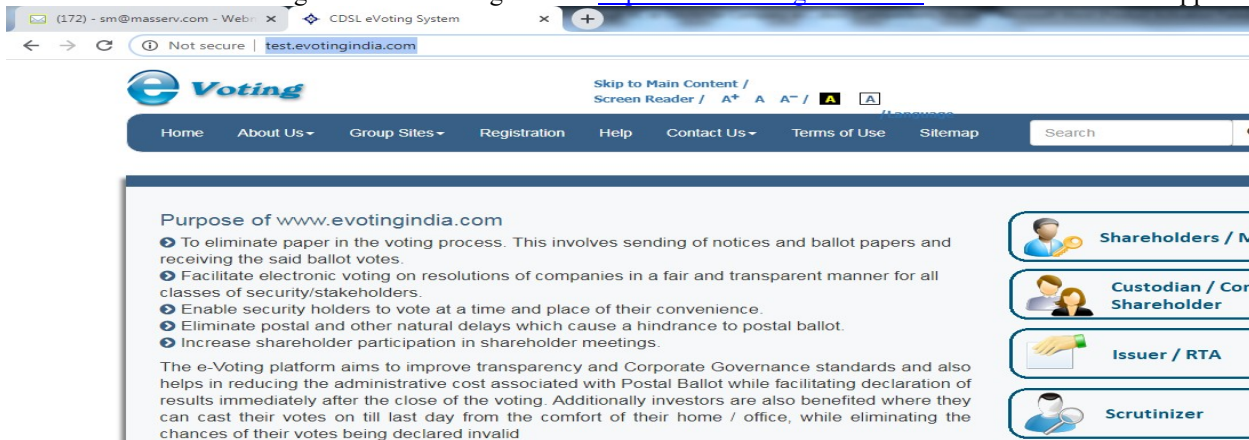 (172) - sm@masserv.com - Web
CDSL eVoting System
Not secure | test.evotingindia.com
e Voting
Skip to Main Content /
Screen Reader / A+ A A- / A A
Home About Us Group Sites Registration Help Contact Us Terms of Use Sitemap Search
Purpose of www.evotingindia.com
To eliminate paper in the voting process. This involves sending of notices and ballot papers and
receiving the said ballot votes.
Facilitate electronic voting on resolutions of companies in a fair and transparent manner for all
classes of security/stakeholders.
Enable security holders to vote at a time and place of their convenience.
Eliminate postal and other natural delays which cause a hindrance to postal ballot.
Increase shareholder participation in shareholder meetings.
The e-Voting platform aims to improve transparency and Corporate Governance standards and also
helps in reducing the administrative cost associated with Postal Ballot while facilitating declaration of
results immediately after the close of the voting. Additionally investors are also benefited where they
can cast their votes on till last day from the comfort of their home / office, while eliminating the
chances of their votes being declared invalid
Shareholders / M
Custodian / Cor
Shareholder
Issuer / RTA
Scrutinizer